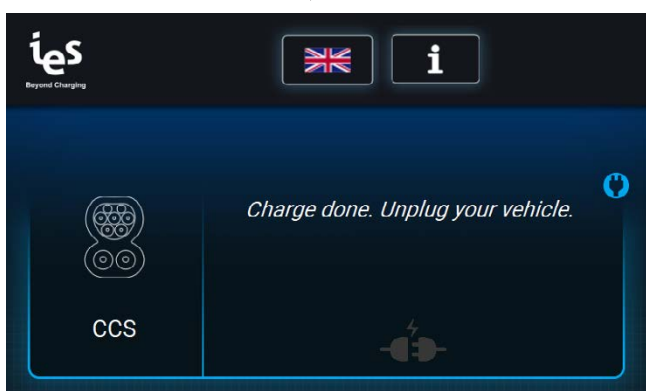 ies
Beyond Charging
i
Charge done. Unplug your vehicle.
CCS